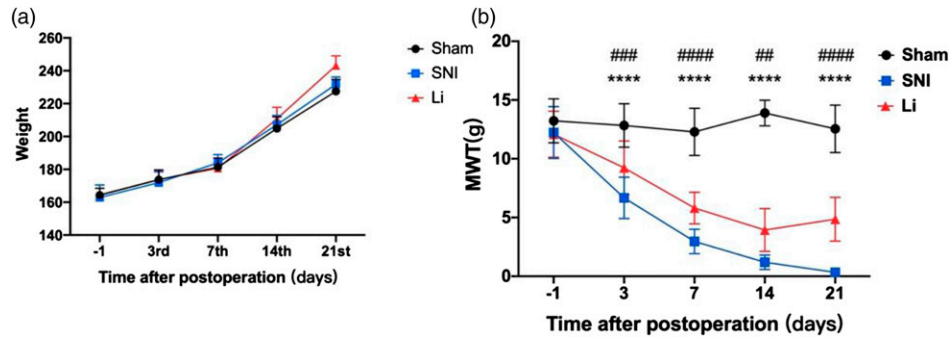 (a)
260
240
220
200
180
160
140
Weight
-1 3rd 7th 14th 21st
Time after postoperation (days)
Sham
SNI
Li
(b)
20
15
10
5
0
MWT(g)
### #### ## ####
**** **** **** ****
-1 3 7 14 21
Time after postoperation (days)
Sham
SNI
Li